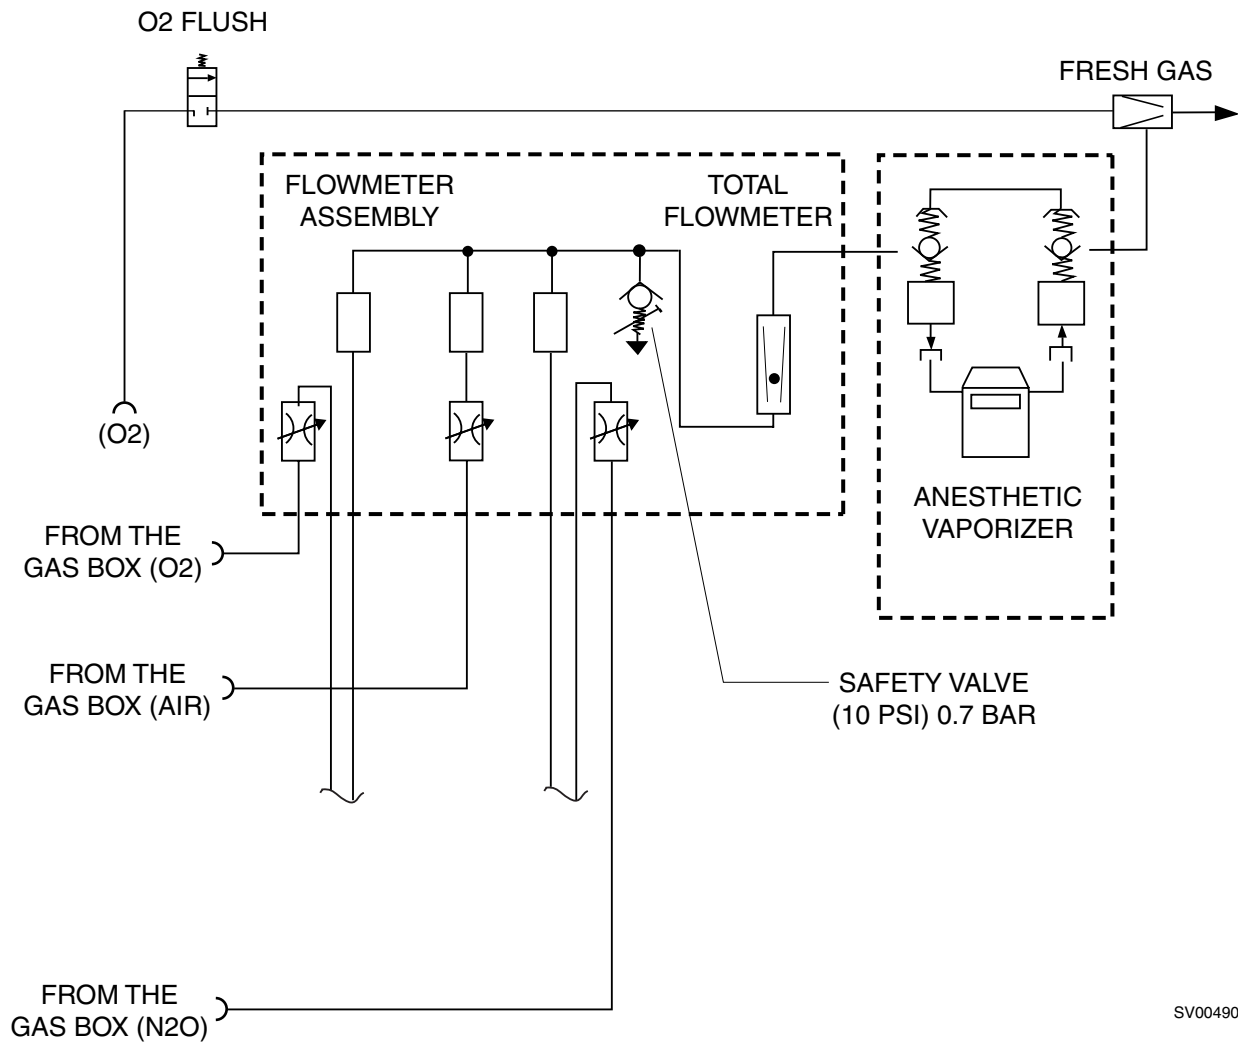 O2 FLUSH
FRESH GAS
FLOWMETER
ASSEMBLY
TOTAL
FLOWMETER
(O2)
ANESTHETIC
VAPORIZER
FROM THE
GAS BOX (O2)
FROM THE
GAS BOX (AIR)
SAFETY VALVE
(10 PSI) 0.7 BAR
FROM THE
GAS BOX (N2O)
SV00490